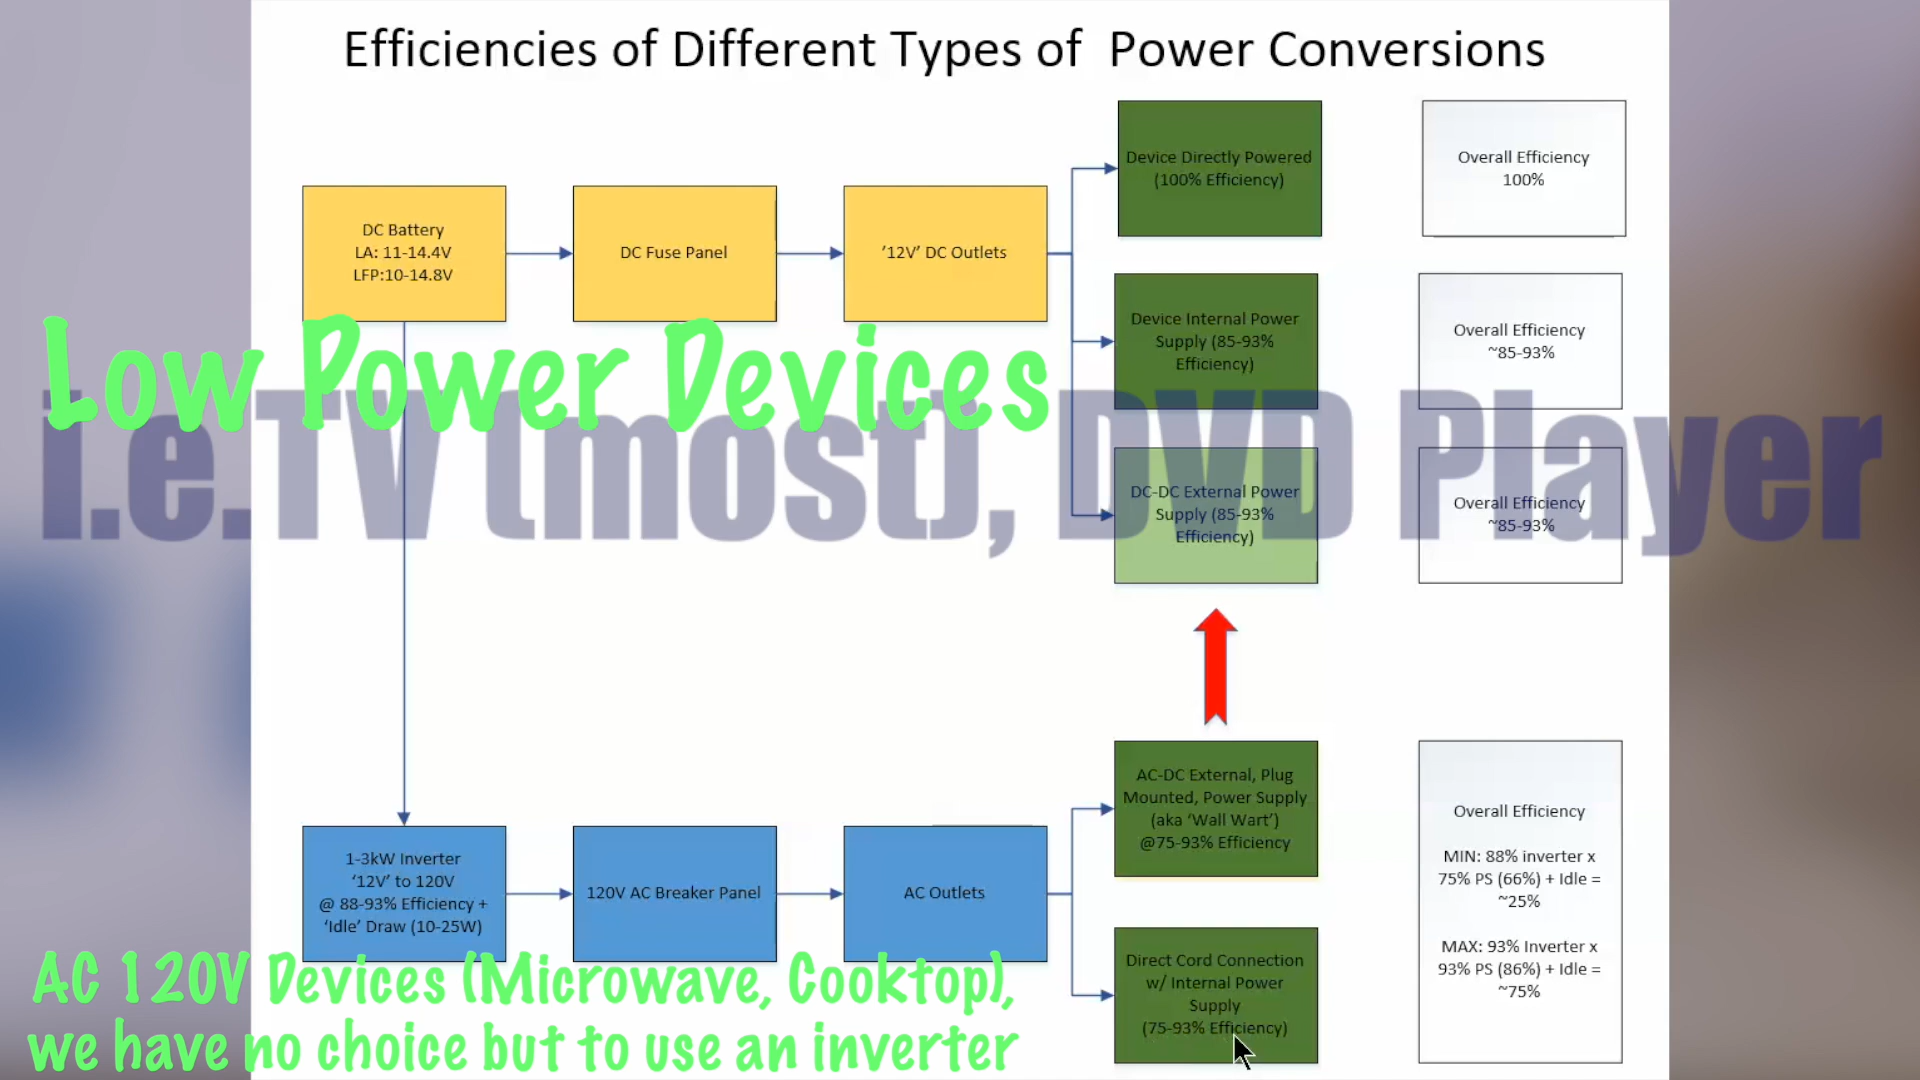 Efficiencies of Different Types of Power Conversions
Device Directly Powered
(100% Efficiency)
Overall Efficiency
100%
DC Battery
LA: 11-14.4V
LFP:10-14.8V
DC Fuse Panel
'12V' DC Outlets
Device Internal Power
Supply (85-93%
Efficiency)
Overall Efficiency
~85-93%
Low Power Devices
i.e.TV (most), DVD Player
DC-DC External Power
Supply (85-93%
Efficiency)
Overall Efficiency
~85-93%
1-3kW Inverter
'12V' to 120V
@ 88-93% Efficiency +
'Idle' Draw (10-25W)
120V AC Breaker Panel
AC Outlets
AC-DC External, Plug
Mounted, Power Supply
(aka 'Wall Wart')
@75-93% Efficiency
Direct Cord Connection
w/ Internal Power
Supply
(75-93% Efficiency)
Overall Efficiency
MIN: 88% inverter x
75% PS (66%) + Idle =
~25%
MAX: 93% Inverter x
93% PS (86%) + Idle =
~75%
AC 120V Devices (Microwave, Cooktop),
we have no choice but to use an inverter